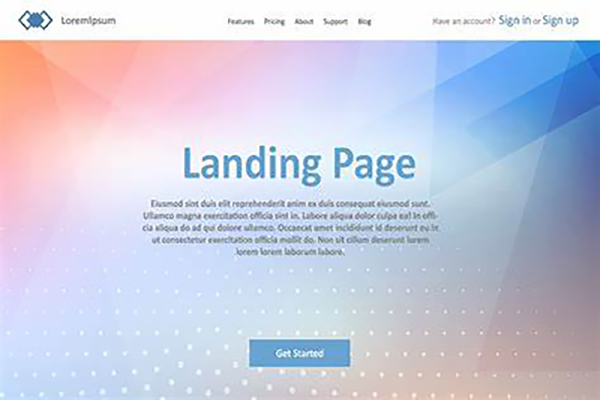 LoremIpsum
Features Pricing About Support Blog
Have an account? Sign in or Sign up
Landing Page
Eiusmod sint duis elit reprehenderit anim ex duis consequat eiusmod sunt.
Ullamco magna exercitation officia sint in. Labore aliqua dolor (culpa ea) in offi-
cia aliqua do ad qui dolore ullamco. Occaecat amet incididunt id deserunt eu in
ut consectetur exercitation officia mollit do. Non sit cillum deserunt lorem
lorem lorem laborum labore.
Get Started